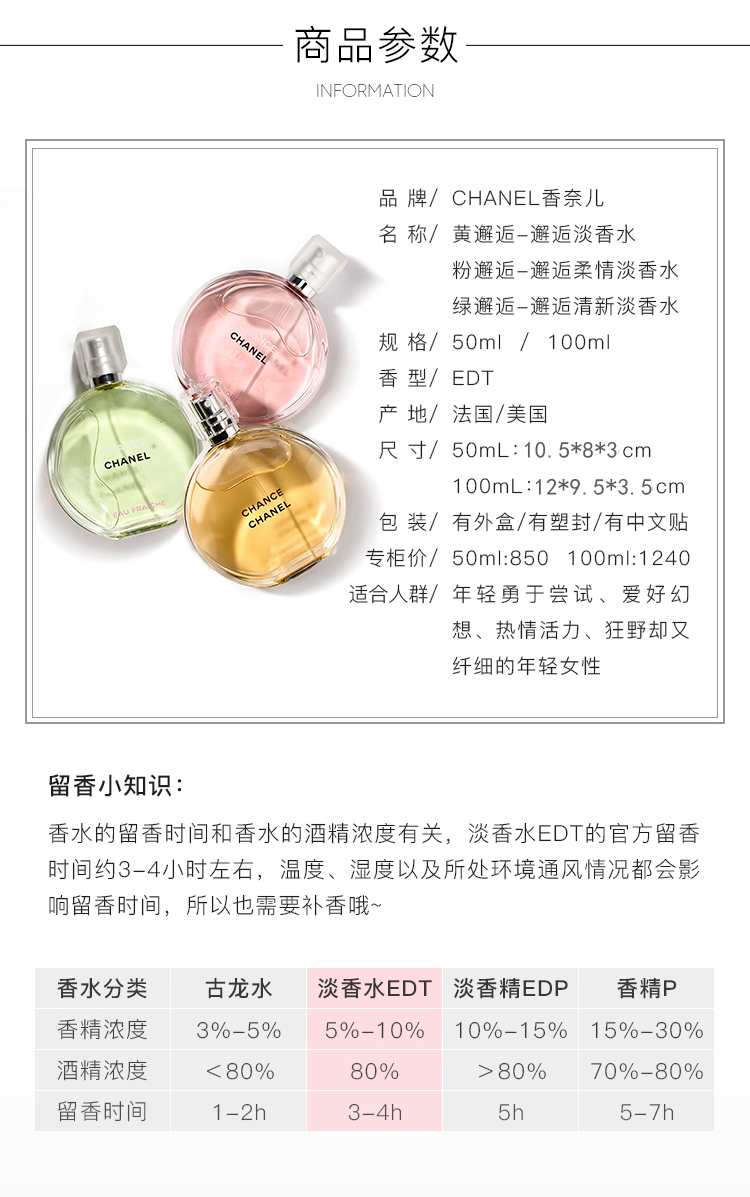 商品参数
INFORMATION
品 牌/ CHANEL香奈儿
名 称/ 黄邂逅-邂逅淡香水
粉邂逅-邂逅柔情淡香水
绿邂逅-邂逅清新淡香水
规 格/ 50ml / 100ml
香 型/ EDT
产 地/ 法国/美国
尺 寸/ 50mL:10.5*8*3cm
100mL:12*9.5*3.5cm
包 装/ 有外盒/有塑封/有中文贴
专柜价/ 50ml:850 100ml:1240
适合人群/ 年轻勇于尝试、爱好幻
想、热情活力、狂野却又
纤细的年轻女性
CHANEL
CHANEL
EAU FRAICHE
CHANCE
CHANEL
留香小知识：
香水的留香时间和香水的酒精浓度有关，淡香水EDT的官方留香
时间约3-4小时左右，温度、湿度以及所处环境通风情况都会影
响留香时间，所以也需要补香哦~
香水分类 古龙水 淡香水EDT 淡香精EDP 香精P
香精浓度 3%-5% 5%-10% 10%-15% 15%-30%
酒精浓度 <80% 80% >80% 70%-80%
留香时间 1-2h 3-4h 5h 5-7h